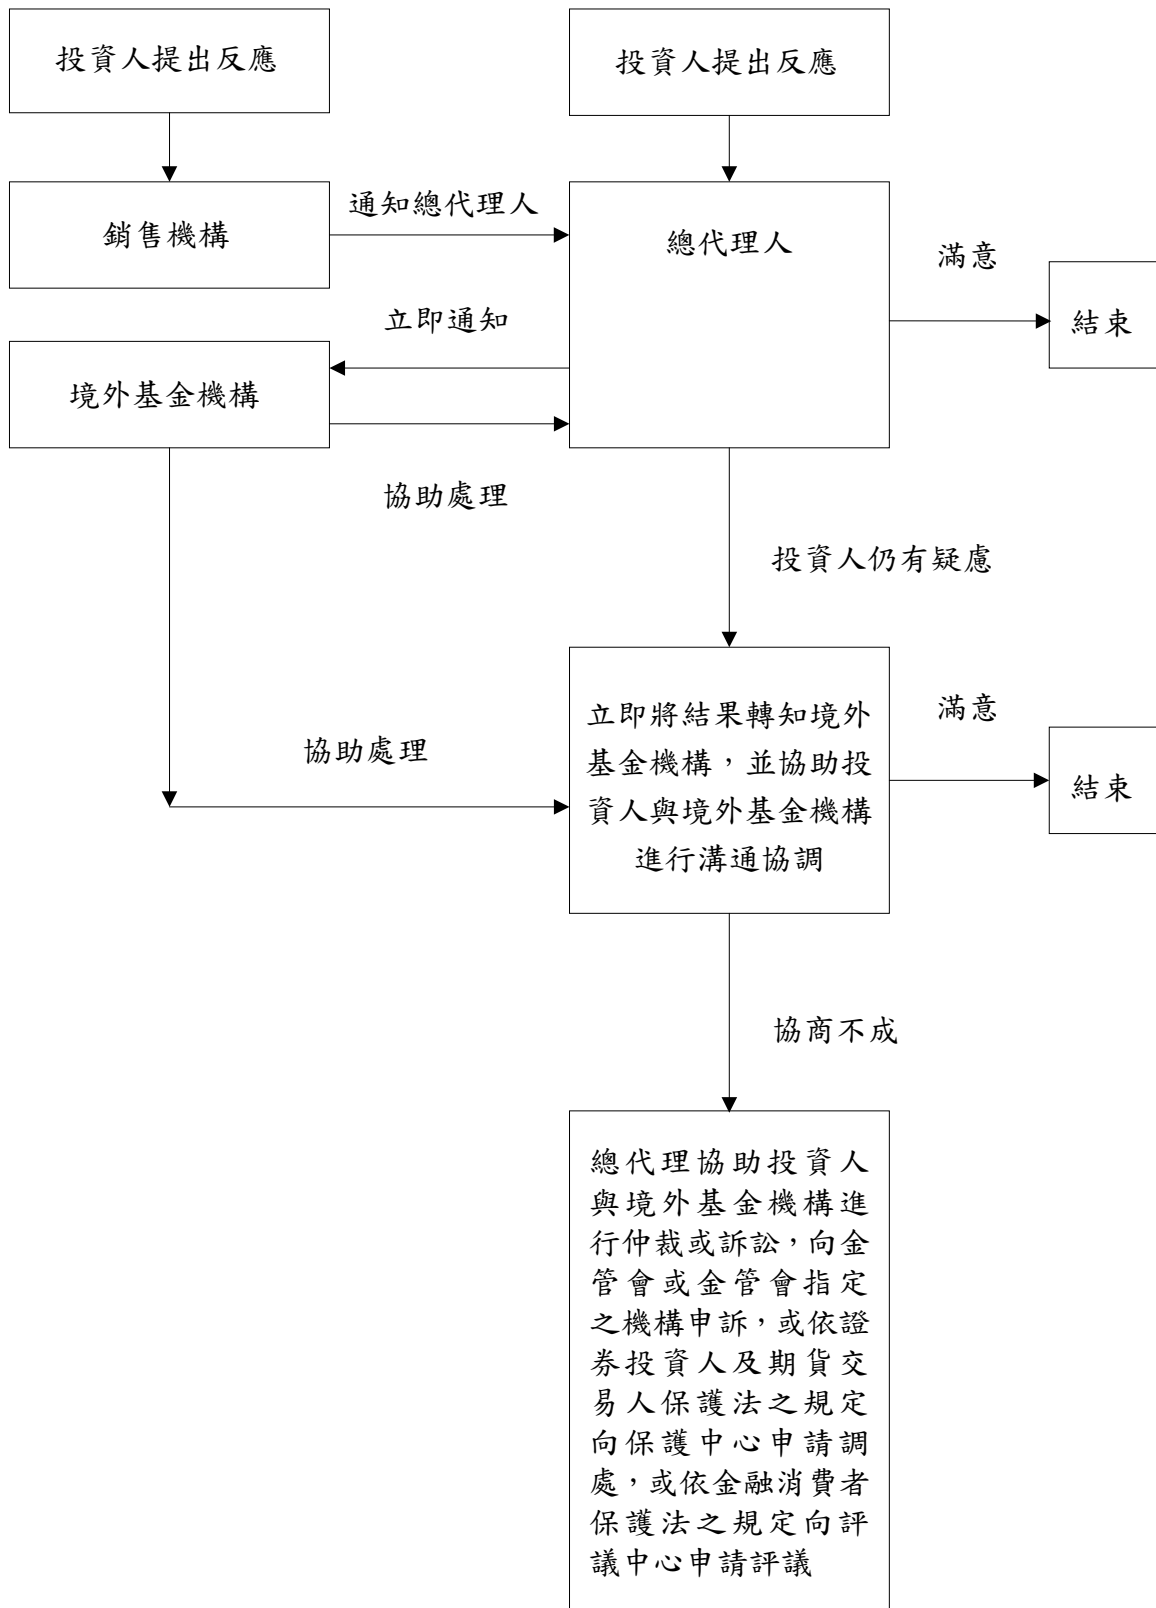 投資人提出反應
投資人提出反應
銷售機構
通知總代理人
總代理人
滿意
結束
立即通知
境外基金機構
協助處理
投資人仍有疑慮
立即將結果轉知境外
基金機構，並協助投
資人與境外基金機構
進行溝通協調
滿意
結束
協助處理
協商不成
總代理協助投資人
與境外基金機構進
行仲裁或訴訟，向金
管會或金管會指定
之機構申訴，或依證
券投資人及期貨交
易人保護法之規定
向保護中心申請調
處，或依金融消費者
保護法之規定向評
議中心申請評議